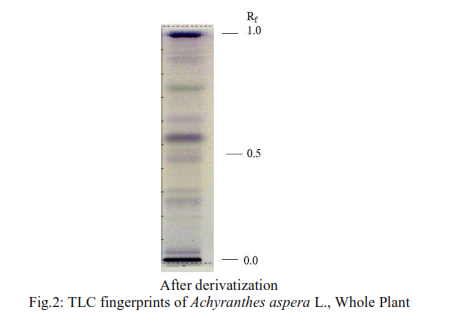 Rf
1.0
0.5
0.0
After derivatization
Fig.2: TLC fingerprints of Achyranthes aspera L., Whole Plant